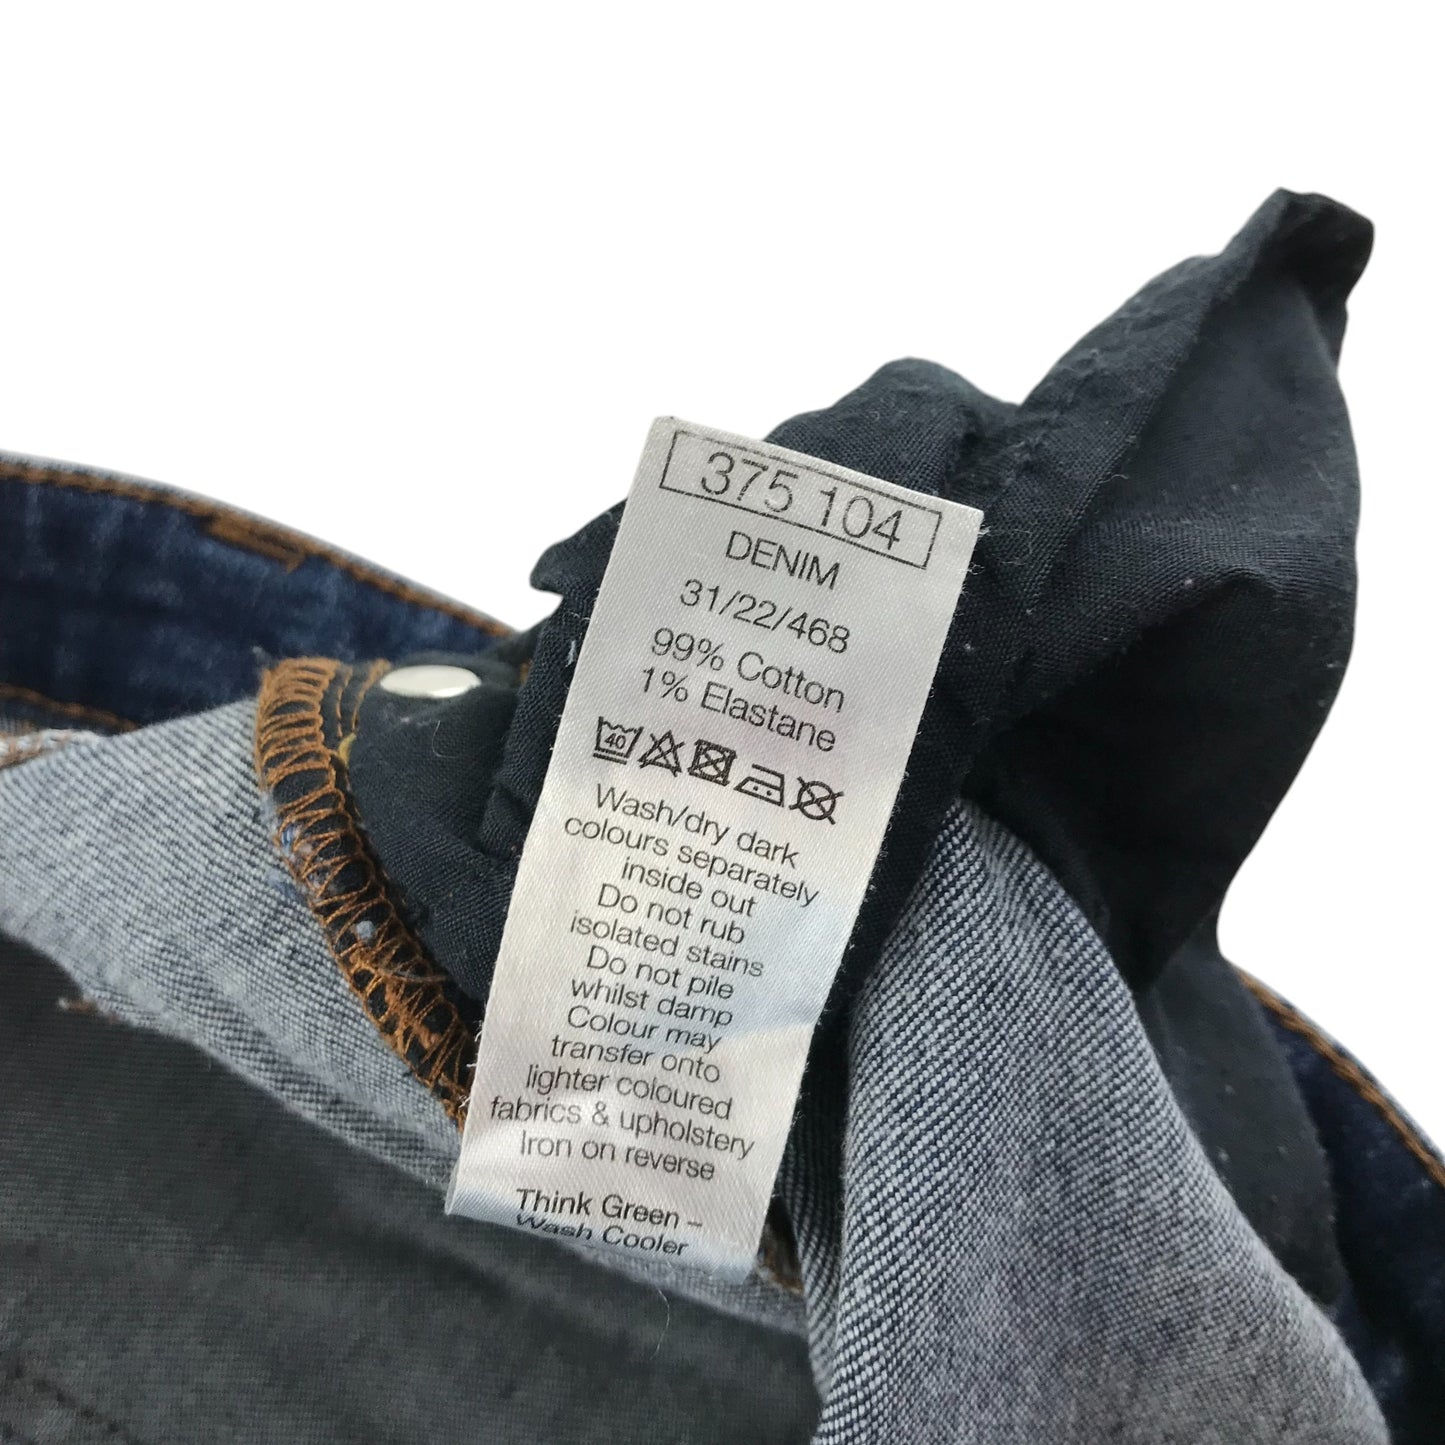 375 104
DENIM
31/22/468
99% Cotton
1% Elastane
40
Wash/dry dark
colours separately
inside out
Do not rub
isolated stains
Do not pile
whilst damp
Colour may
transfer onto
lighter coloured
fabrics & upholstery
Iron on reverse
Think Green –
Wash Cooler